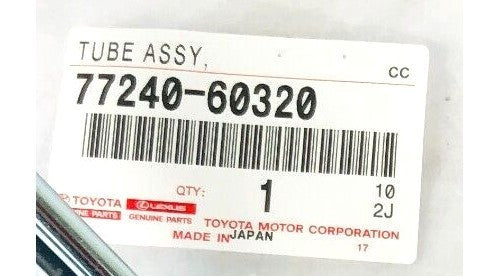 TUBE ASSY,
CC
77240-60320
QTY: 1 10
2J
TOYOTA LEXUS
GENUINE PARTS GENUINE PARTS
TOYOTA MOTOR CORPORATION
MADE IN JAPAN 17